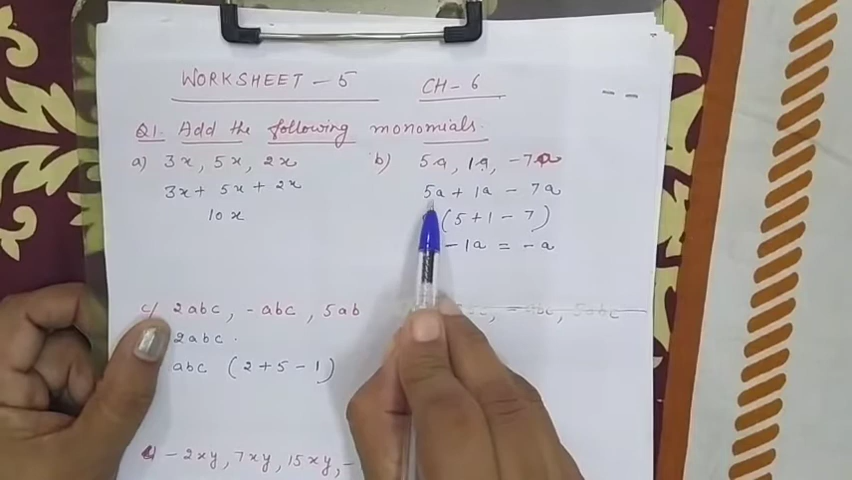 WORKSHEET - 5 CH - 6
Q1. Add the following monomials.
a) 3x, 5x, 2x
3x + 5x + 2x
10x
b) 5a, 1a, -7a
5a + 1a - 7a
(5 + 1 - 7)
-1a = -a
c) 2abc, -abc, 5ab
2abc.
abc (2 + 5 - 1)
-2xy, 7xy, 15xy, -